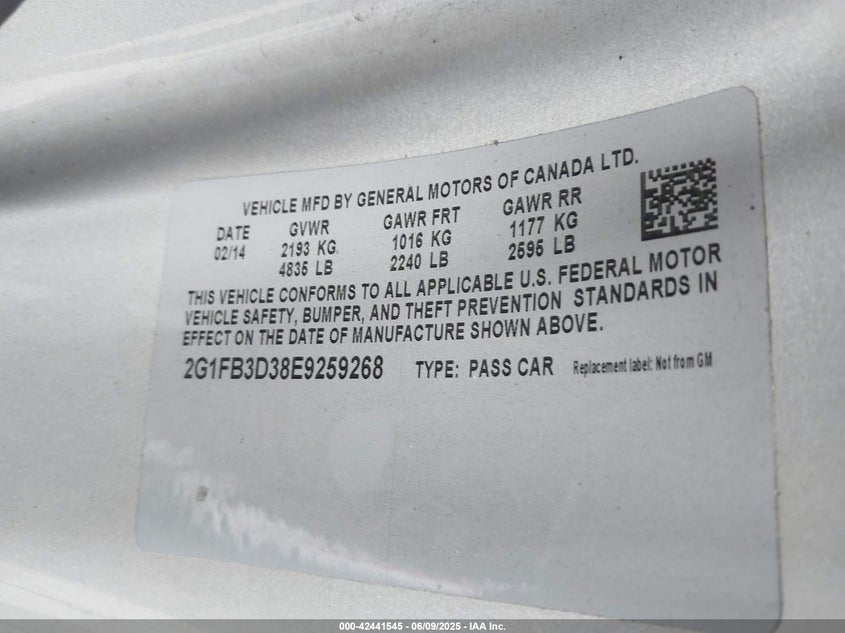 VEHICLE MFD BY GENERAL MOTORS OF CANADA LTD.
DATE GVWR GAWR FRT GAWR RR
02/14 2193 KG 1016 KG 1177 KG
4835 LB 2240 LB 2595 LB
THIS VEHICLE CONFORMS TO ALL APPLICABLE U.S. FEDERAL MOTOR
VEHICLE SAFETY, BUMPER, AND THEFT PREVENTION STANDARDS IN
EFFECT ON THE DATE OF MANUFACTURE SHOWN ABOVE.
2G1FB3D38E9259268 TYPE: PASS CAR Replacement label: Not from GM
000-42441545 - 06/09/2025 - IAA Inc.